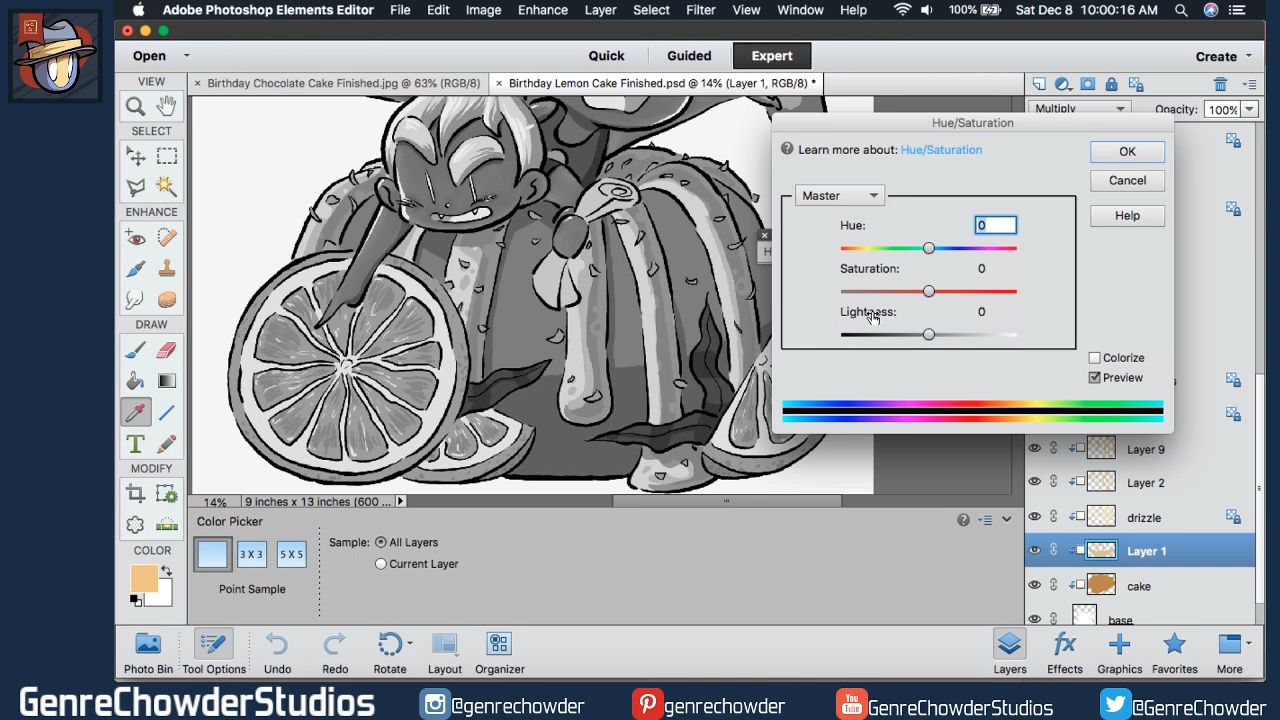 Adobe Photoshop Elements Editor File Edit Image Enhance Layer Select Filter View Window Help 100% Sat Dec 8 10:00:16 AM
Open Quick Guided Expert Create
VIEW
× Birthday Chocolate Cake Finished.jpg @ 63% (RGB/8) × Birthday Lemon Cake Finished.psd @ 14% (Layer 1, RGB/8) *
Multiply Opacity: 100%
SELECT
ENHANCE
DRAW
T
MODIFY
COLOR
Hue/Saturation
? Learn more about: Hue/Saturation
OK
Cancel
Help
Master
Hue: 0
Saturation: 0
Lightness: 0
Colorize
Preview
Layer 9
Layer 2
drizzle
Layer 1
cake
base
14% 9 inches x 13 inches (600 ...
Color Picker
3 X 3 5 X 5
Point Sample
Sample: All Layers
Current Layer
Photo Bin Tool Options Undo Redo Rotate Layout Organizer fx Layers Effects Graphics Favorites More
GenreChowderStudios @genrechowder genrechowder GenreChowderStudios @GenreChowder